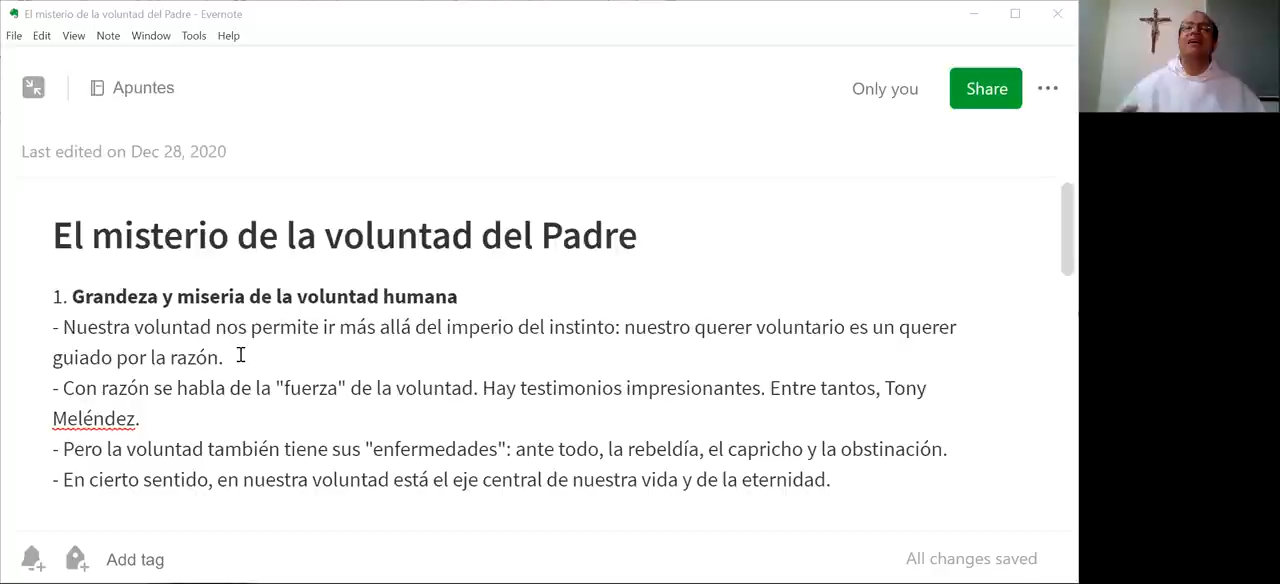 El misterio de la voluntad del Padre - Evernote
File Edit View Note Window Tools Help
Apuntes
Only you
Share
Last edited on Dec 28, 2020
El misterio de la voluntad del Padre
1. Grandeza y miseria de la voluntad humana
- Nuestra voluntad nos permite ir más allá del imperio del instinto: nuestro querer voluntario es un querer
guiado por la razón.
- Con razón se habla de la "fuerza" de la voluntad. Hay testimonios impresionantes. Entre tantos, Tony
Meléndez.
- Pero la voluntad también tiene sus "enfermedades": ante todo, la rebeldía, el capricho y la obstinación.
- En cierto sentido, en nuestra voluntad está el eje central de nuestra vida y de la eternidad.
Add tag
All changes saved